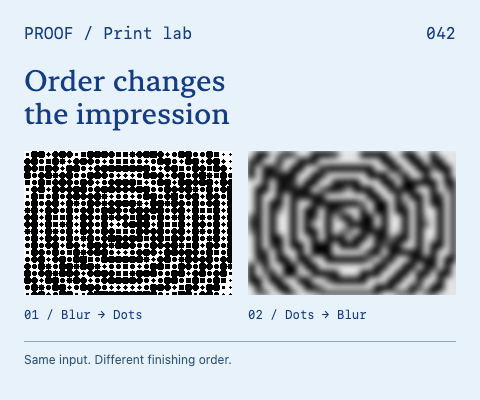 PROOF / Print lab
042
Order changes
the impression
01 / Blur → Dots
02 / Dots → Blur
Same input. Different finishing order.